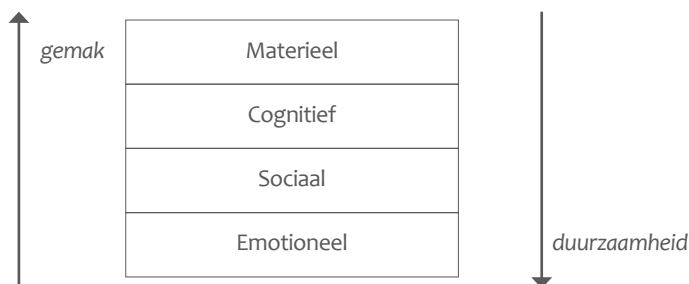 gemak
Materieel
Cognitief
Sociaal
Emotioneel
duurzaamheid